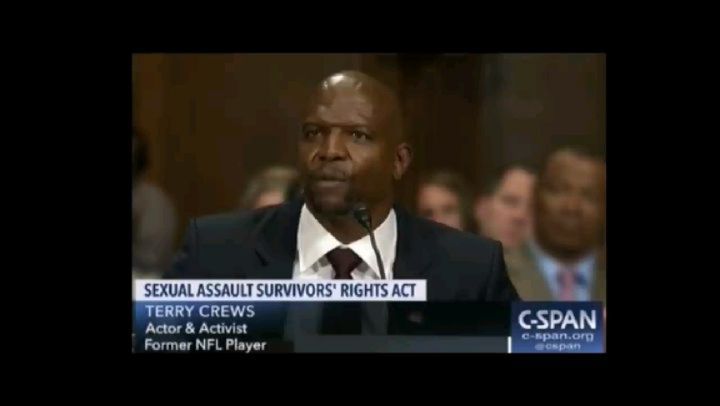 SEXUAL ASSAULT SURVIVORS' RIGHTS ACT
TERRY CREWS
Actor & Activist
Former NFL Player
C-SPAN
c-span.org
@cspan